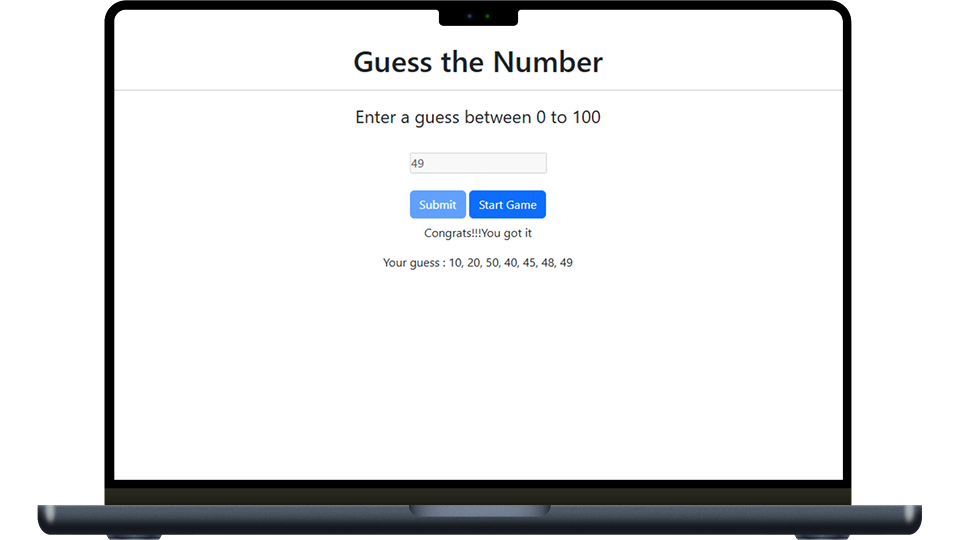 Guess the Number
Enter a guess between 0 to 100
49
Submit Start Game
Congrats!!!You got it
Your guess : 10, 20, 50, 40, 45, 48, 49